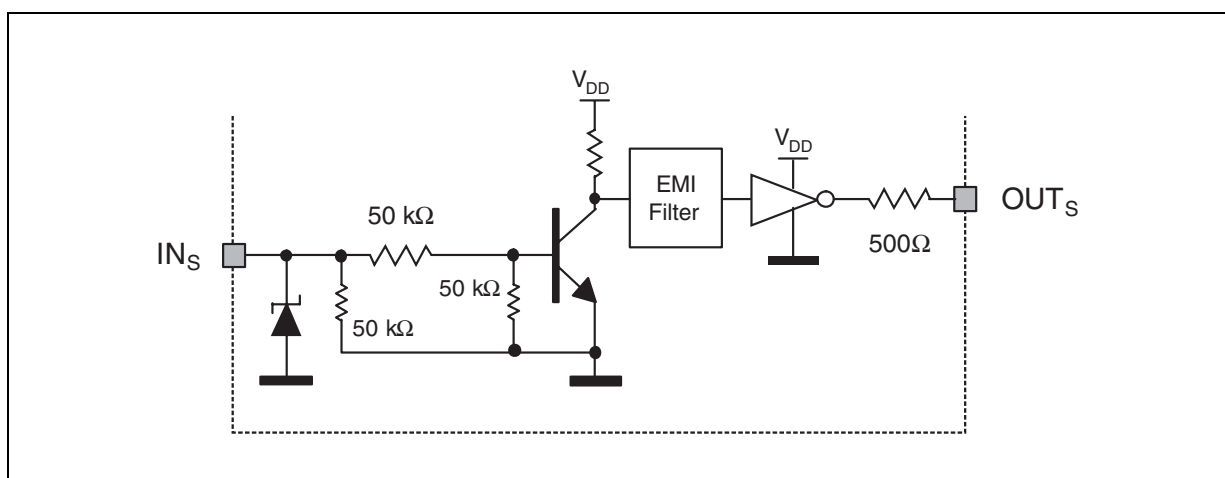 V_DD
V_DD
EMI
Filter
OUT_S
50 kΩ
500Ω
IN_S
50 kΩ
50 kΩ